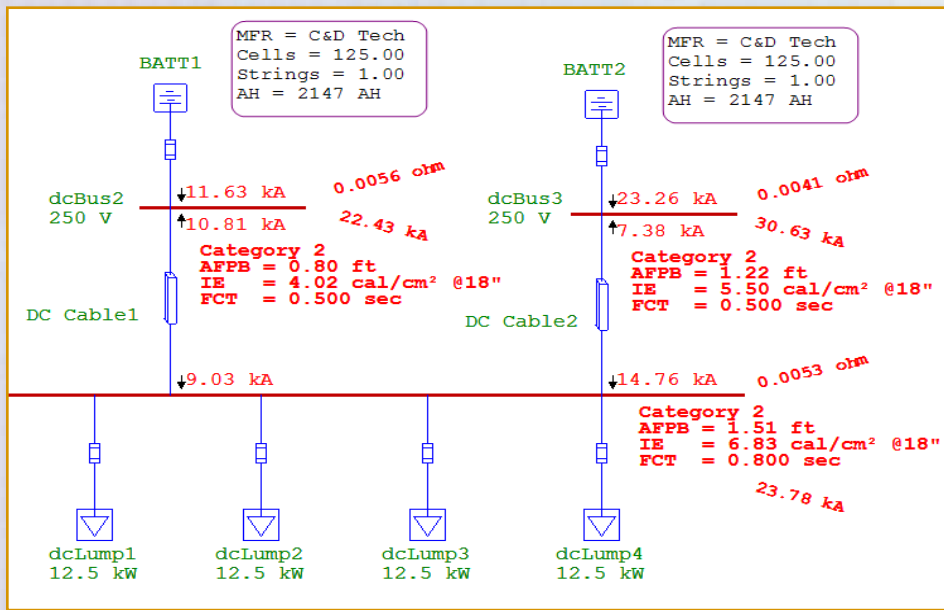 MFR = C&D Tech
Cells = 125.00
Strings = 1.00
AH = 2147 AH
BATT1
MFR = C&D Tech
Cells = 125.00
Strings = 1.00
AH = 2147 AH
BATT2
dcBus2
250 V
11.63 kA
0.0056 ohm
10.81 kA
22.43 kA
Category 2
AFPB = 0.80 ft
IE = 4.02 cal/cm² @18"
FCT = 0.500 sec
dcBus3
250 V
23.26 kA
0.0041 ohm
7.38 kA
30.63 kA
Category 2
AFPB = 1.22 ft
IE = 5.50 cal/cm² @18"
FCT = 0.500 sec
DC Cable1
DC Cable2
9.03 kA
14.76 kA
0.0053 ohm
Category 2
AFPB = 1.51 ft
IE = 6.83 cal/cm² @18"
FCT = 0.800 sec
23.78 kA
dcLump1
12.5 kW
dcLump2
12.5 kW
dcLump3
12.5 kW
dcLump4
12.5 kW